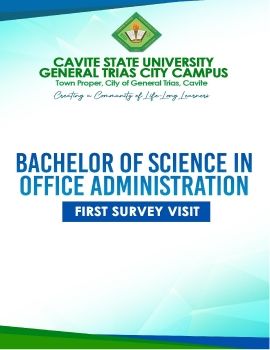 CAVITE STATE UNIVERSITY
GENERAL TRIAS CITY CAMPUS
Town Proper, City of General Trias, Cavite
Creating a Community of Life-Long Learners
BACHELOR OF SCIENCE IN
OFFICE ADMINISTRATION
FIRST SURVEY VISIT